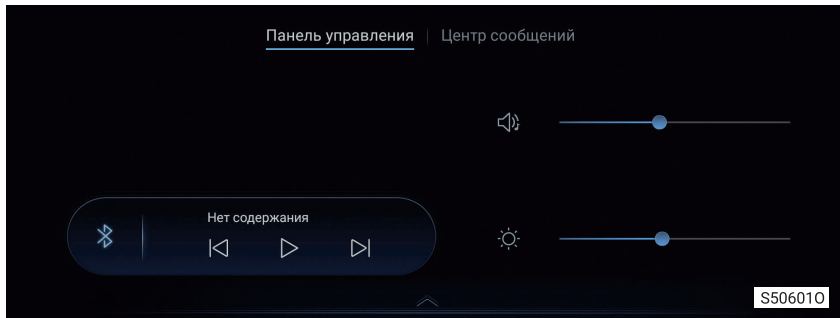 Панель управления
Центр сообщений
Нет содержания
S50601O